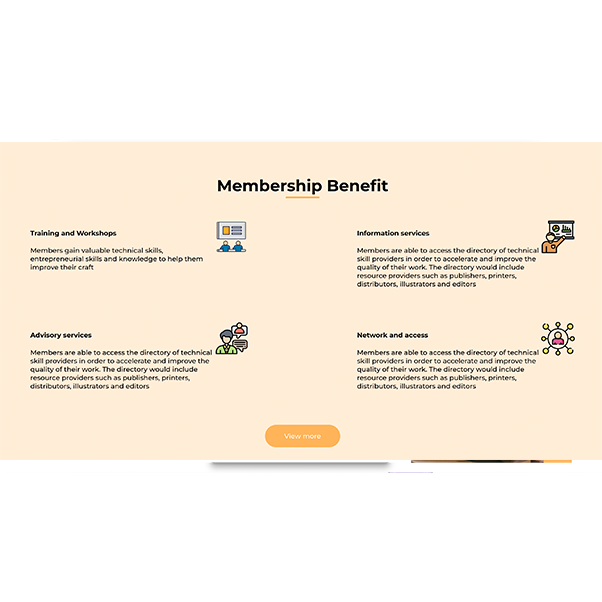 Membership Benefit
Training and Workshops
Members gain valuable technical skills,
entrepreneurial skills and knowledge to help them
improve their craft
Information services
Members are able to access the directory of technical
skill providers in order to accelerate and improve the
quality of their work. The directory would include
resource providers such as publishers, printers,
distributors, illustrators and editors
Advisory services
Members are able to access the directory of technical
skill providers in order to accelerate and improve the
quality of their work. The directory would include
resource providers such as publishers, printers,
distributors, illustrators and editors
Network and access
Members are able to access the directory of technical
skill providers in order to accelerate and improve the
quality of their work. The directory would include
resource providers such as publishers, printers,
distributors, illustrators and editors
View more